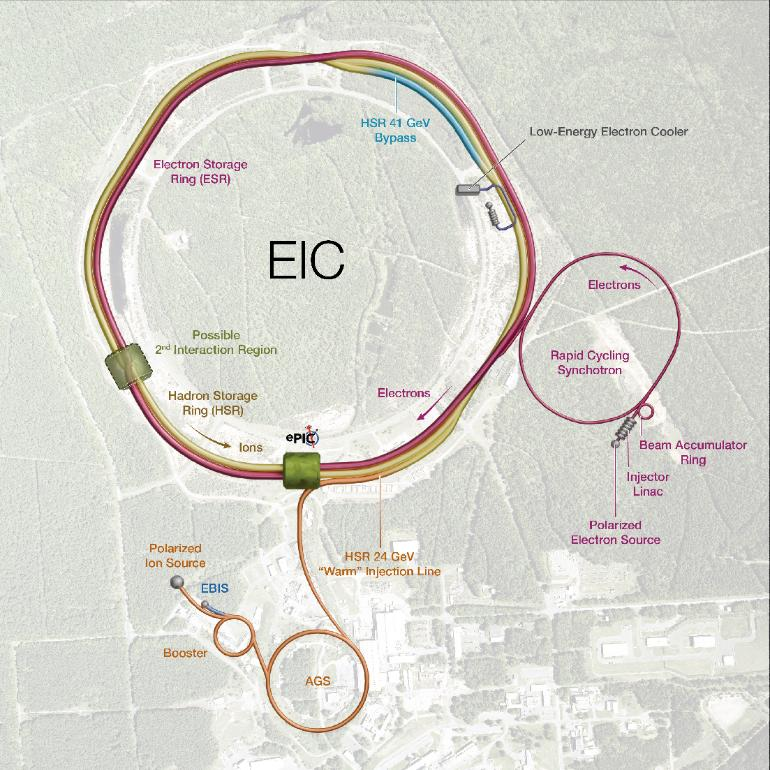 HSR 41 GeV
Bypass
Low-Energy Electron Cooler
Electron Storage
Ring (ESR)
EIC
Electrons
Possible
2nd Interaction Region
Rapid Cycling
Synchotron
Hadron Storage
Ring (HSR)
Electrons
Ions
ePIC
Beam Accumulator
Ring
Injector
Linac
Polarized
Electron Source
HSR 24 GeV
“Warm” Injection Line
Polarized
Ion Source
EBIS
Booster
AGS